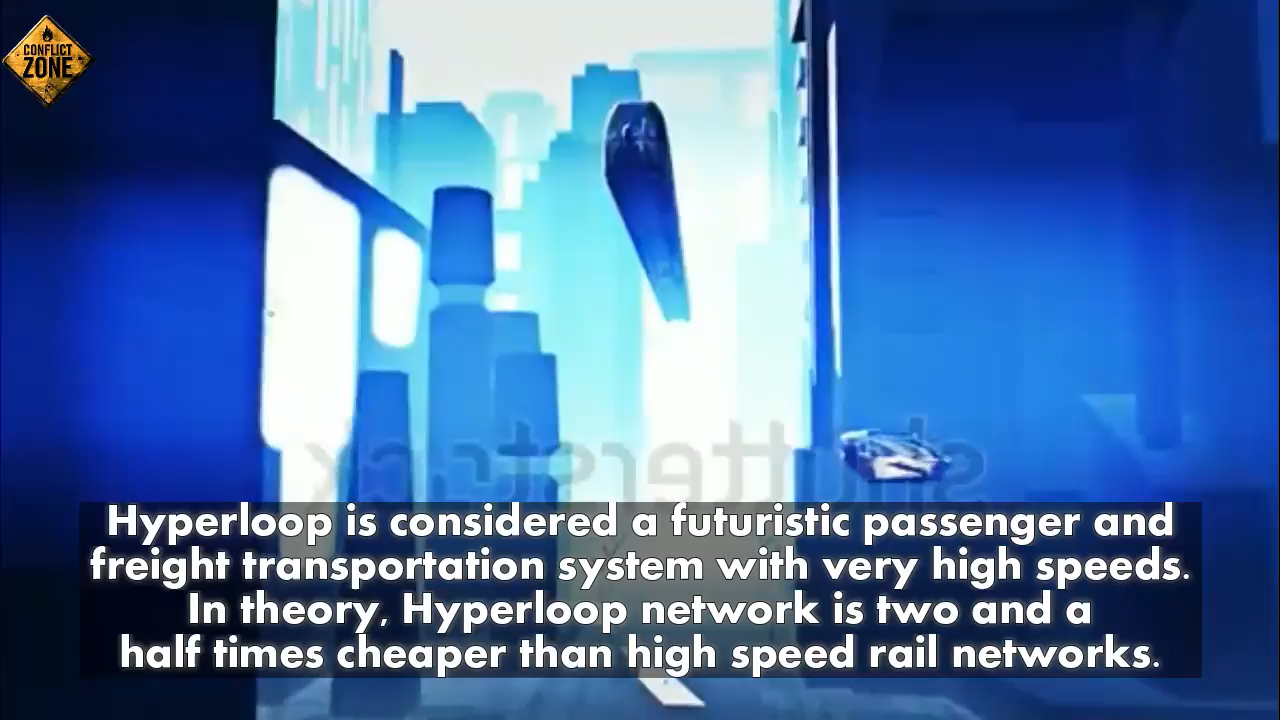 CONFLICT
ZONE
shutterstock
Hyperloop is considered a futuristic passenger and
freight transportation system with very high speeds.
In theory, Hyperloop network is two and a
half times cheaper than high speed rail networks.